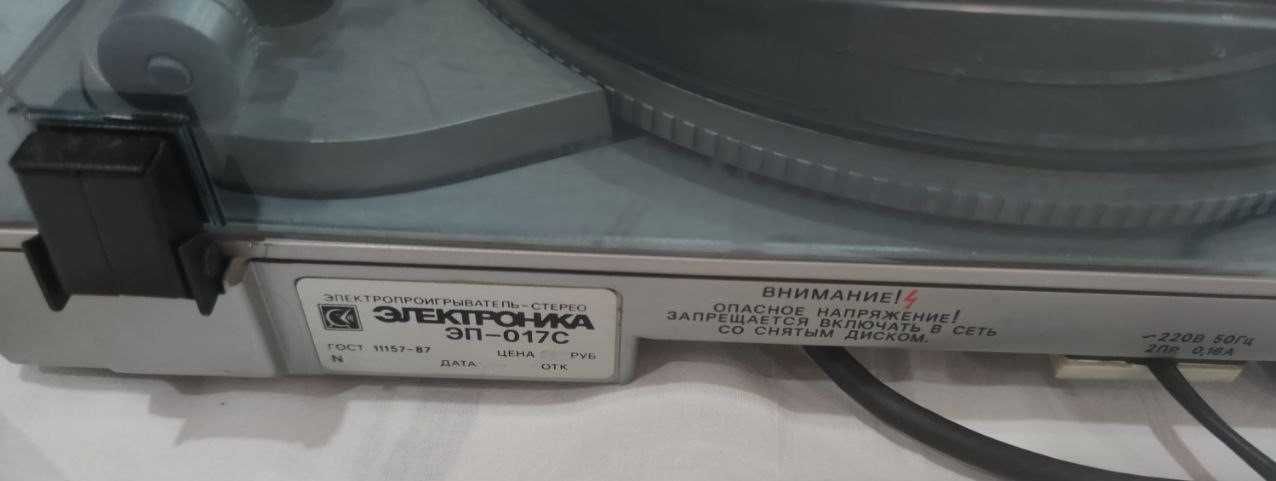 ЭЛЕКТРОПРОИГРЫВАТЕЛЬ-СТЕРЕО
ЭЛЕКТРОНИКА
ЭП-017С
ГОСТ 11157-87 ЦЕНА РУБ
N ДАТА ОТК
ВНИМАНИЕ!
ОПАСНОЕ НАПРЯЖЕНИЕ!
ЗАПРЕЩАЕТСЯ ВКЛЮЧАТЬ В СЕТЬ
СО СНЯТЫМ ДИСКОМ.
~220В 50Гц
2ПР 0,16А